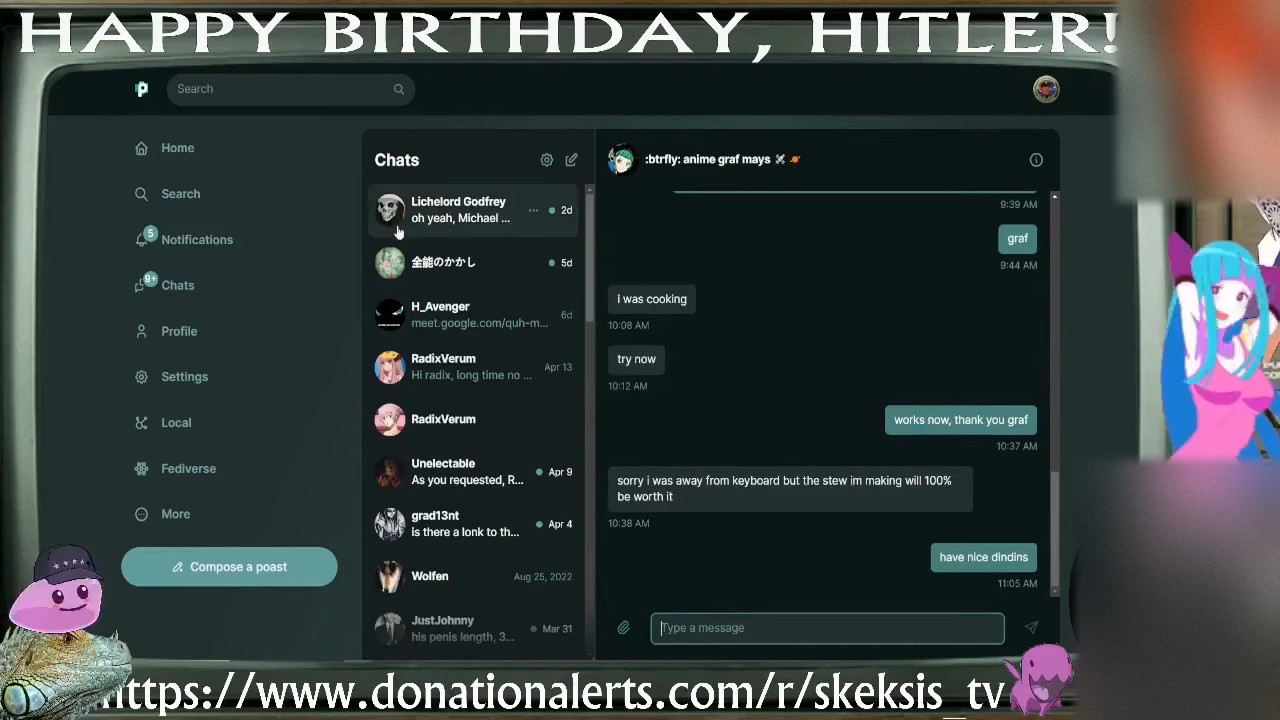 HAPPY BIRTHDAY, HITLER!
Search
Home
Search
5
Notifications
9+
Chats
Profile
Settings
Local
Fediverse
More
Compose a poast
Chats
Lichelord Godfrey
oh yeah, Michael ...
2d
全能のかかし
5d
H_Avenger
meet.google.com/quh-m...
6d
RadixVerum
Hi radix, long time no ...
Apr 13
RadixVerum
Unelectable
As you requested, R...
Apr 9
grad13nt
is there a lonk to th...
Apr 4
Wolfen
Aug 25, 2022
JustJohnny
his penis length, 3...
Mar 31
:btrfly: anime graf mays
9:39 AM
graf
9:44 AM
i was cooking
10:08 AM
try now
10:12 AM
works now, thank you graf
10:37 AM
sorry i was away from keyboard but the stew im making will 100%
be worth it
10:38 AM
have nice dindins
11:05 AM
Type a message
https://www.donationalerts.com/r/skeksis_tv